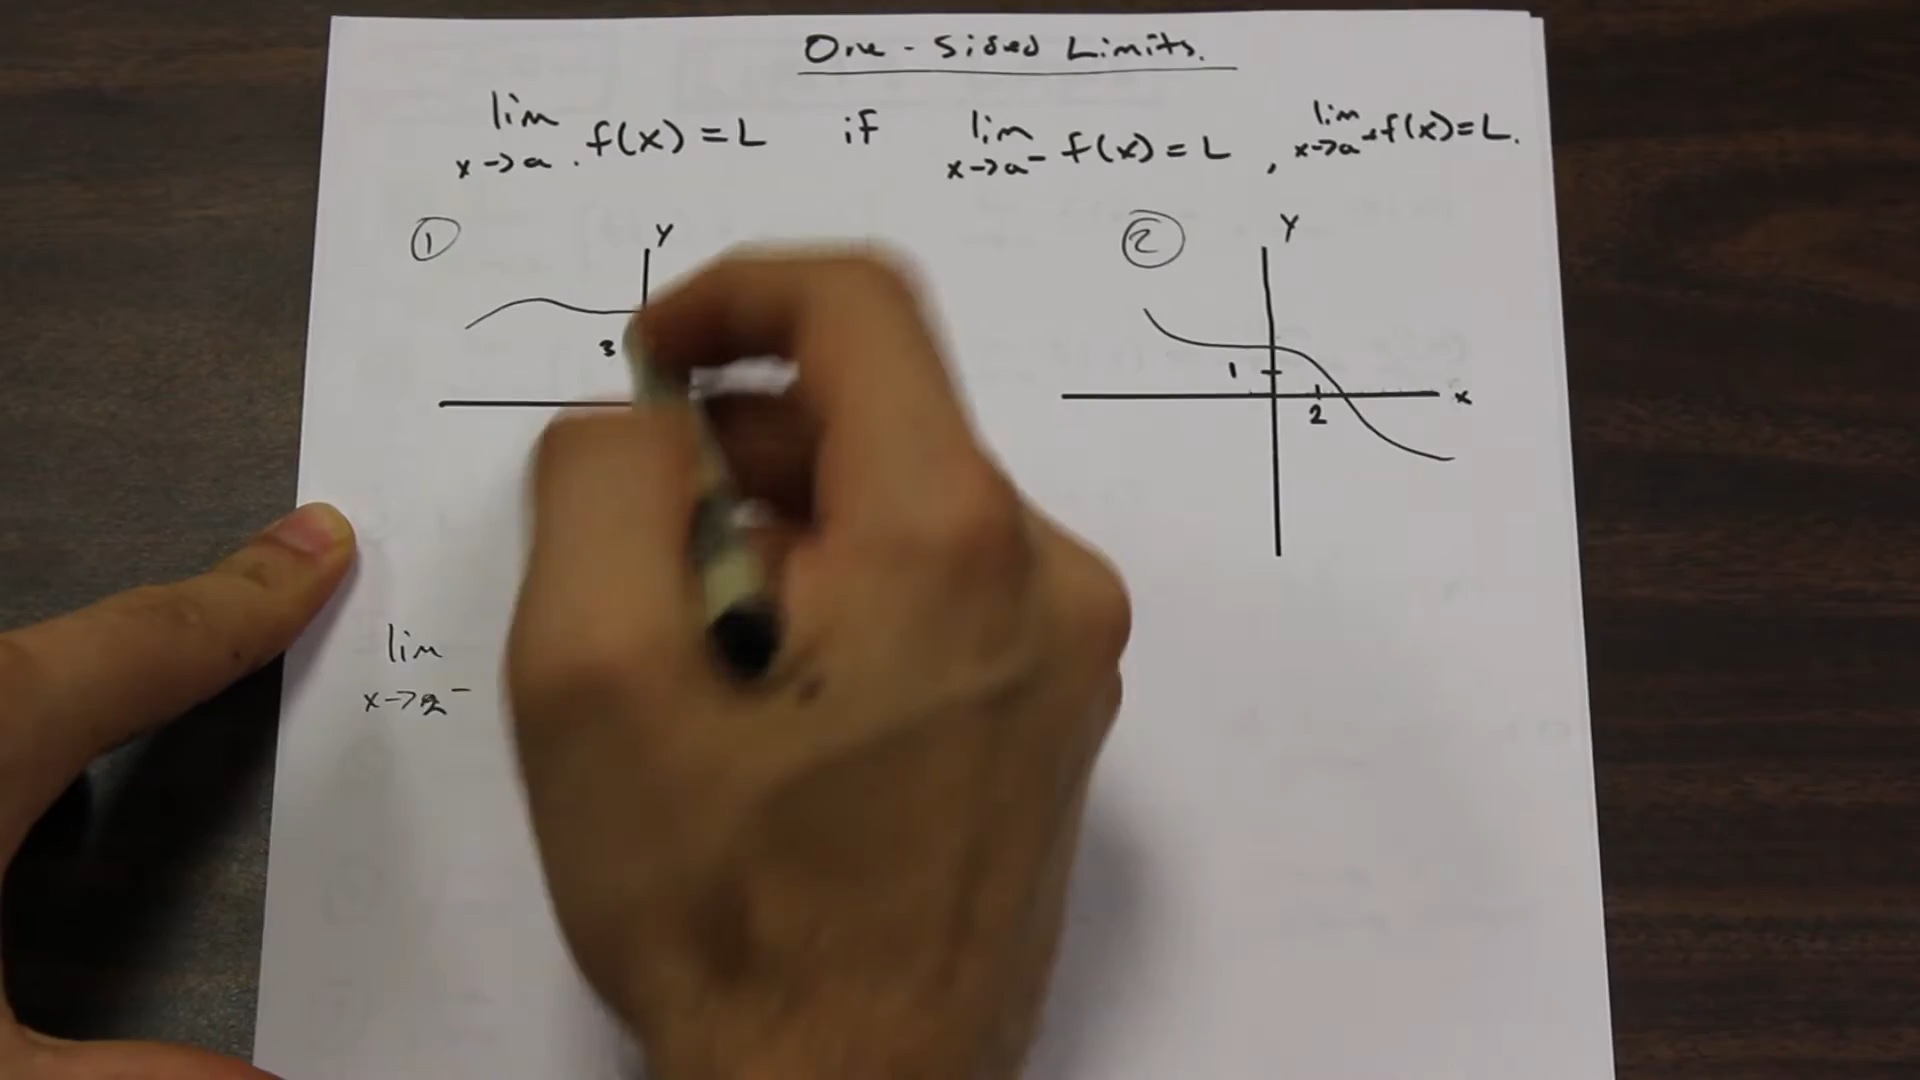 One-Sided Limits.
lim x→a f(x) = L if lim x→a⁻ f(x) = L, lim x→a⁺ f(x) = L.
① y
3
② y
1
x
2
lim
x→2⁻